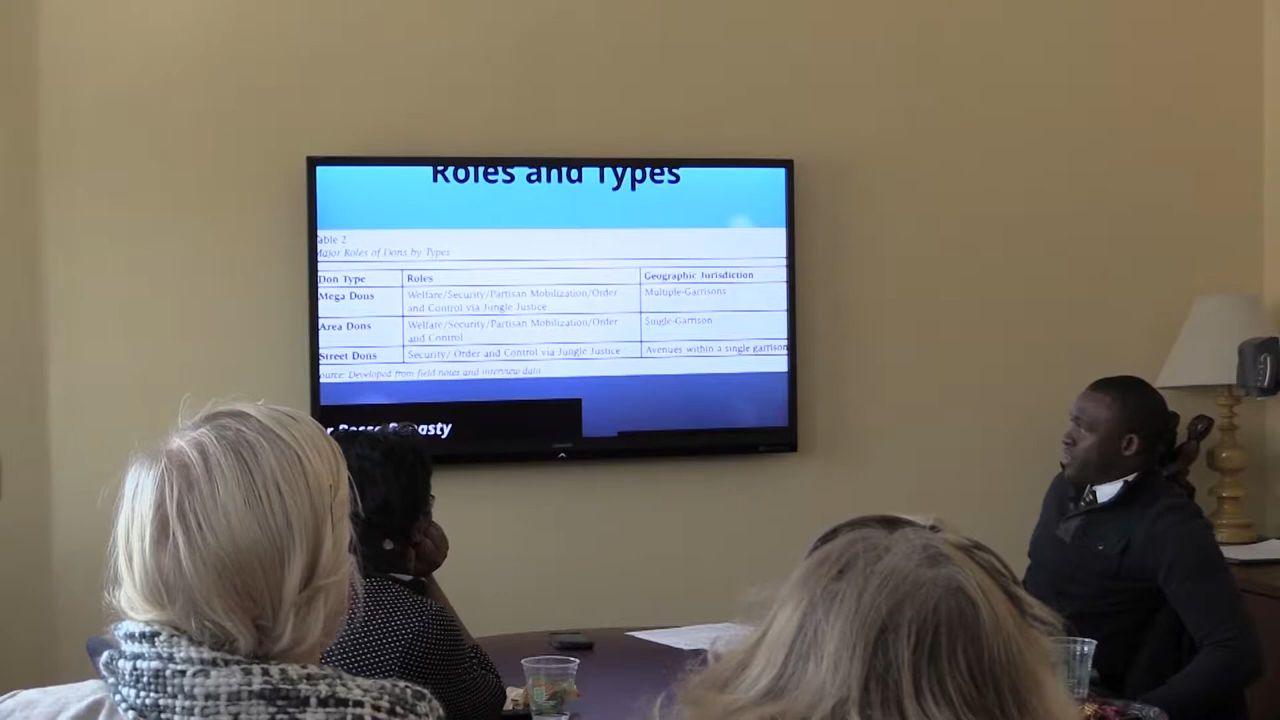 Roles and Types
able 2
Major Roles of Dons by Types
Don Type Roles Geographic Jurisdiction
Mega Dons Welfare/Security/Partisan Mobilization/Order Multiple-Garrisons
and Control via Jungle Justice
Area Dons Welfare/Security/Partisan Mobilization/Order Single-Garrison
and Control
Street Dons Security/ Order and Control via Jungle Justice Avenues within a single garrison
ource: Developed from field notes and interview data